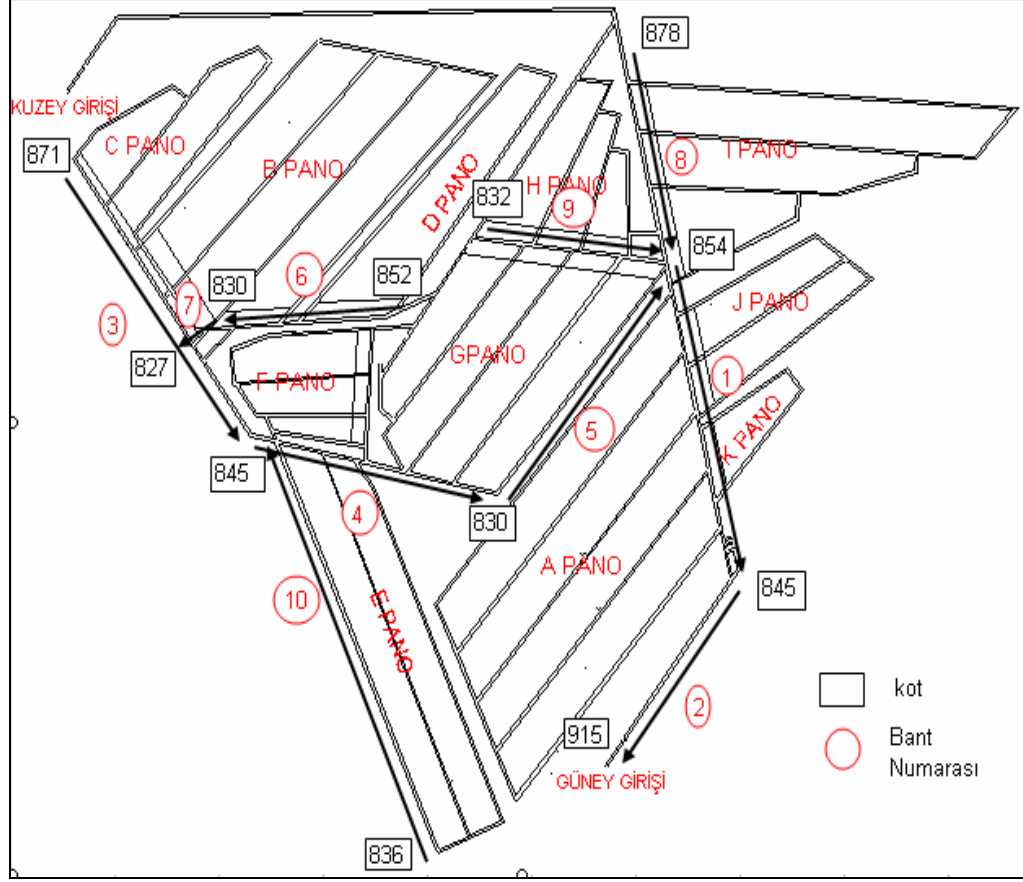 878
KUZEY GİRİŞİ
C PANO
871
B PANO
8
I PANO
D PANO
832
H PANO
9
854
6
852
830
7
J PANO
3
827
GPANO
F PANO
1
K PANO
5
845
4
830
A PANO
845
10
E PANO
kot
2
915
Bant
Numarası
GÜNEY GİRİŞİ
836